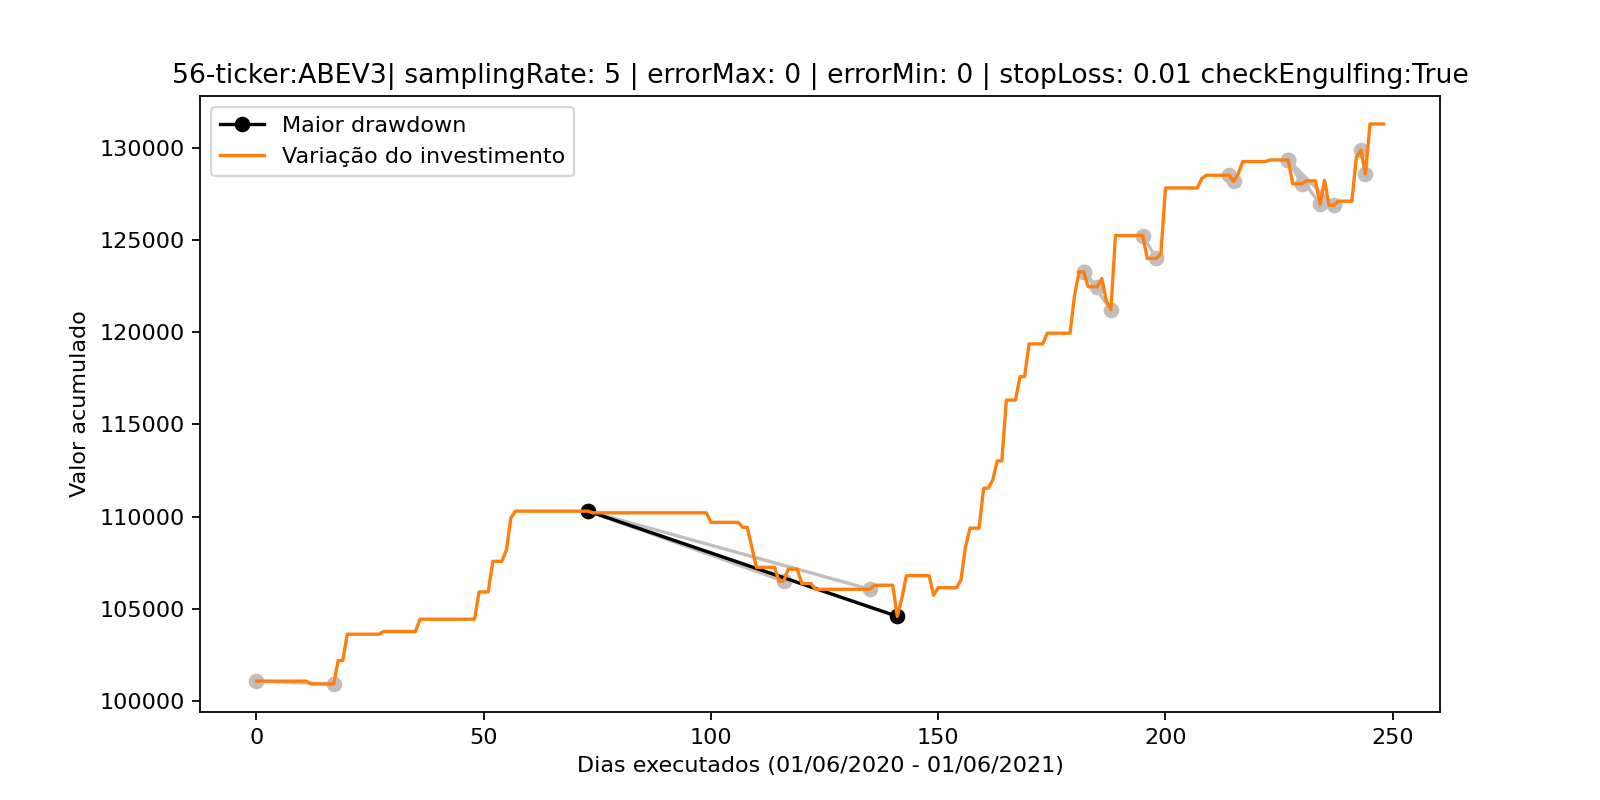 56-ticker:ABEV3| samplingRate: 5 | errorMax: 0 | errorMin: 0 | stopLoss: 0.01 checkEngulfing:True
Maior drawdown
Variação do investimento
Valor acumulado
130000
125000
120000
115000
110000
105000
100000
0 50 100 150 200 250
Dias executados (01/06/2020 - 01/06/2021)